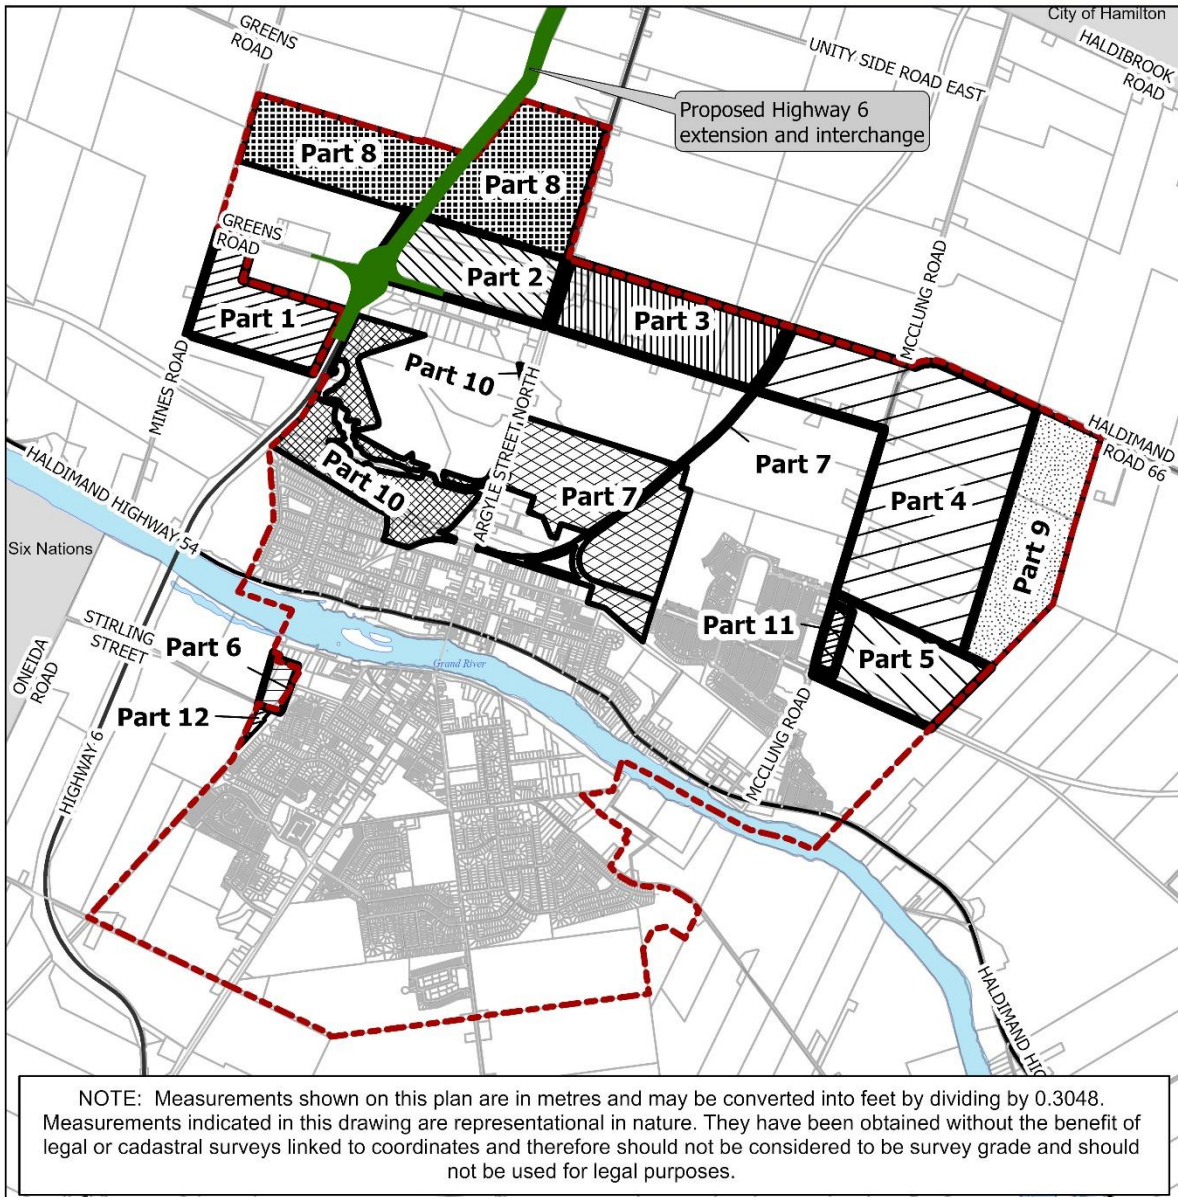 City of Hamilton
GREENS
ROAD
UNITY SIDE ROAD EAST
HALDIBROOK
ROAD
Proposed Highway 6
extension and interchange
Part 8
Part 8
GREENS
ROAD
Part 2
MCCLUNG ROAD
Part 1
Part 3
Part 10
MINES ROAD
ARGYLE STREET NORTH
HALDIMAND
ROAD 66
Part 7
HALDIMAND HIGHWAY 54
Part 10
Part 7
Part 4
Six Nations
Part 9
STIRLING
STREET
Part 11
Part 6
Grand River
Part 5
ONEIDA
ROAD
Part 12
MCCLUNG ROAD
HIGHWAY 6
HALDIMAND HIG
NOTE: Measurements shown on this plan are in metres and may be converted into feet by dividing by 0.3048.
Measurements indicated in this drawing are representational in nature. They have been obtained without the benefit of
legal or cadastral surveys linked to coordinates and therefore should not be considered to be survey grade and should
not be used for legal purposes.